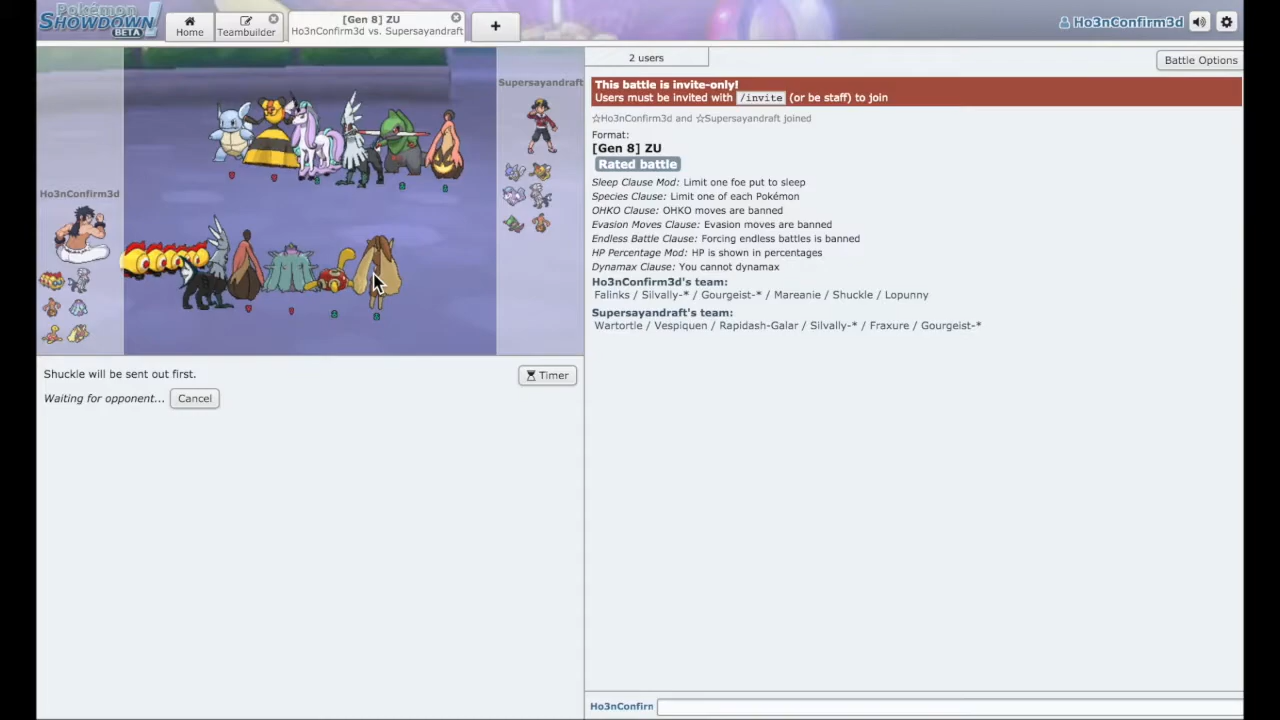 Pokémon
SHOWDOWN!
BETA
Home
Teambuilder
[Gen 8] ZU
Ho3nConfirm3d vs. Supersayandraft
+
Ho3nConfirm3d
Supersayandraft
Ho3nConfirm3d
Shuckle will be sent out first.
Timer
Waiting for opponent...
Cancel
2 users
Battle Options
This battle is invite-only!
Users must be invited with /invite (or be staff) to join
☆Ho3nConfirm3d and ☆Supersayandraft joined
Format:
[Gen 8] ZU
Rated battle
Sleep Clause Mod: Limit one foe put to sleep
Species Clause: Limit one of each Pokémon
OHKO Clause: OHKO moves are banned
Evasion Moves Clause: Evasion moves are banned
Endless Battle Clause: Forcing endless battles is banned
HP Percentage Mod: HP is shown in percentages
Dynamax Clause: You cannot dynamax
Ho3nConfirm3d's team:
Falinks / Silvally-* / Gourgeist-* / Mareanie / Shuckle / Lopunny
Supersayandraft's team:
Wartortle / Vespiquen / Rapidash-Galar / Silvally-* / Fraxure / Gourgeist-*
Ho3nConfirn